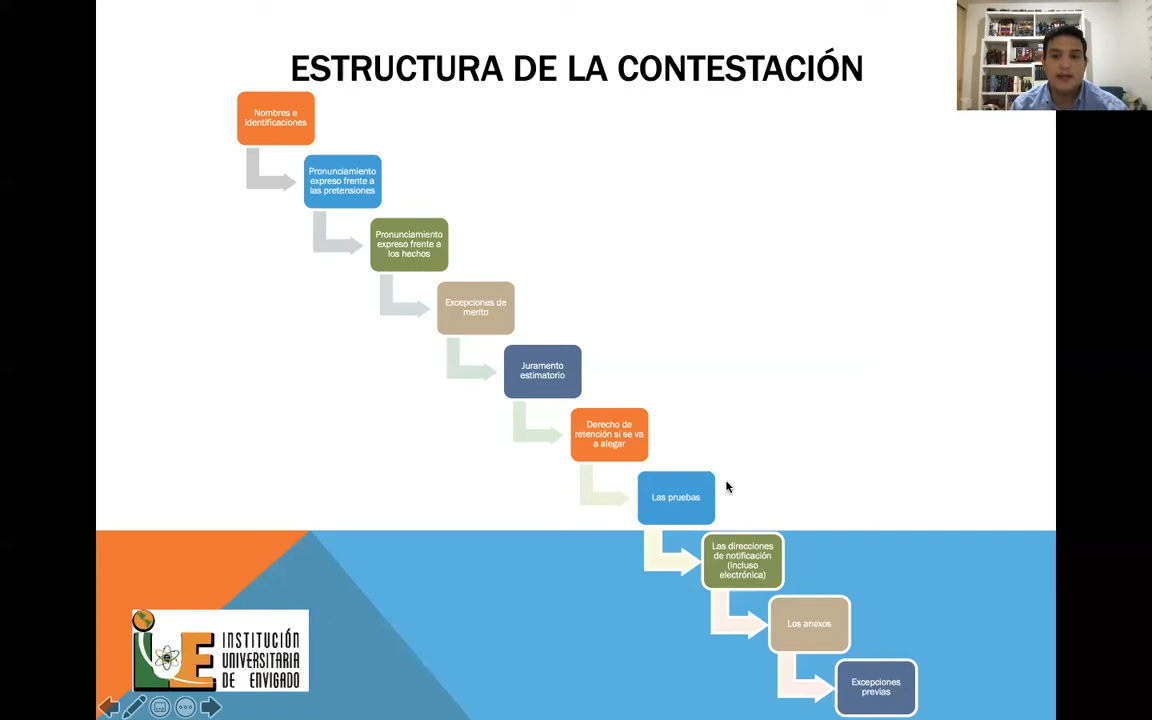 ESTRUCTURA DE LA CONTESTACIÓN
Nombres e
identificaciones
Pronunciamiento
expreso frente a
las pretensiones
Pronunciamiento
expreso frente a
los hechos
Excepciones de
merito
Juramento
estimatorio
Derecho de
retención si se va
a alegar
Las pruebas
Las direcciones
de notificación
(incluso
electrónica)
Los anexos
Excepciones
previas
INSTITUCIÓN
UNIVERSITARIA
DE ENVIGADO